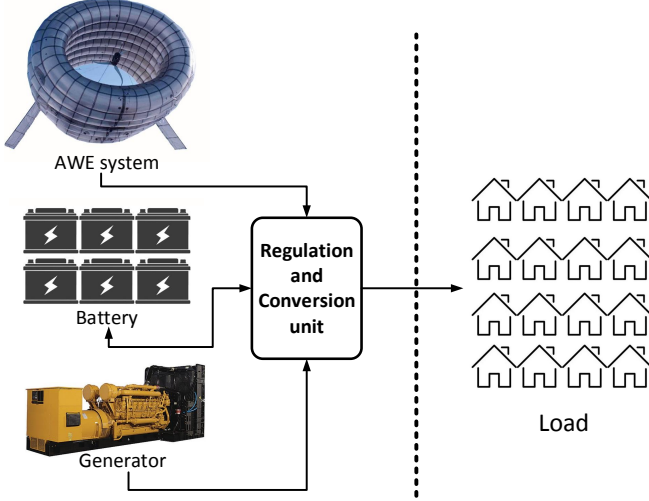 AWE system
Battery
Generator
Regulation
and
Conversion
unit
Load